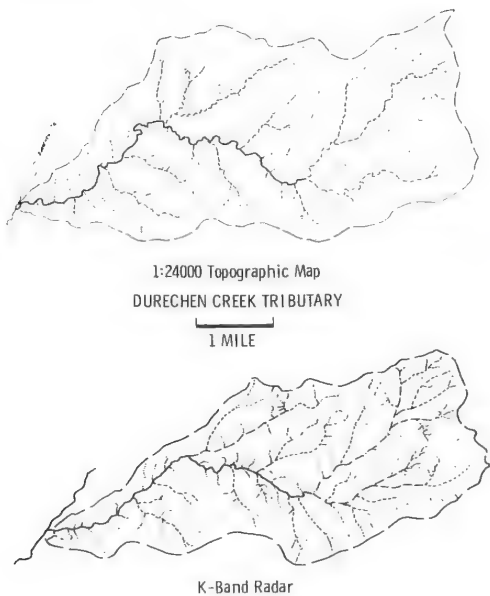 1:24000 Topographic Map
DURECHEN CREEK TRIBUTARY
1 MILE
K-Band Radar